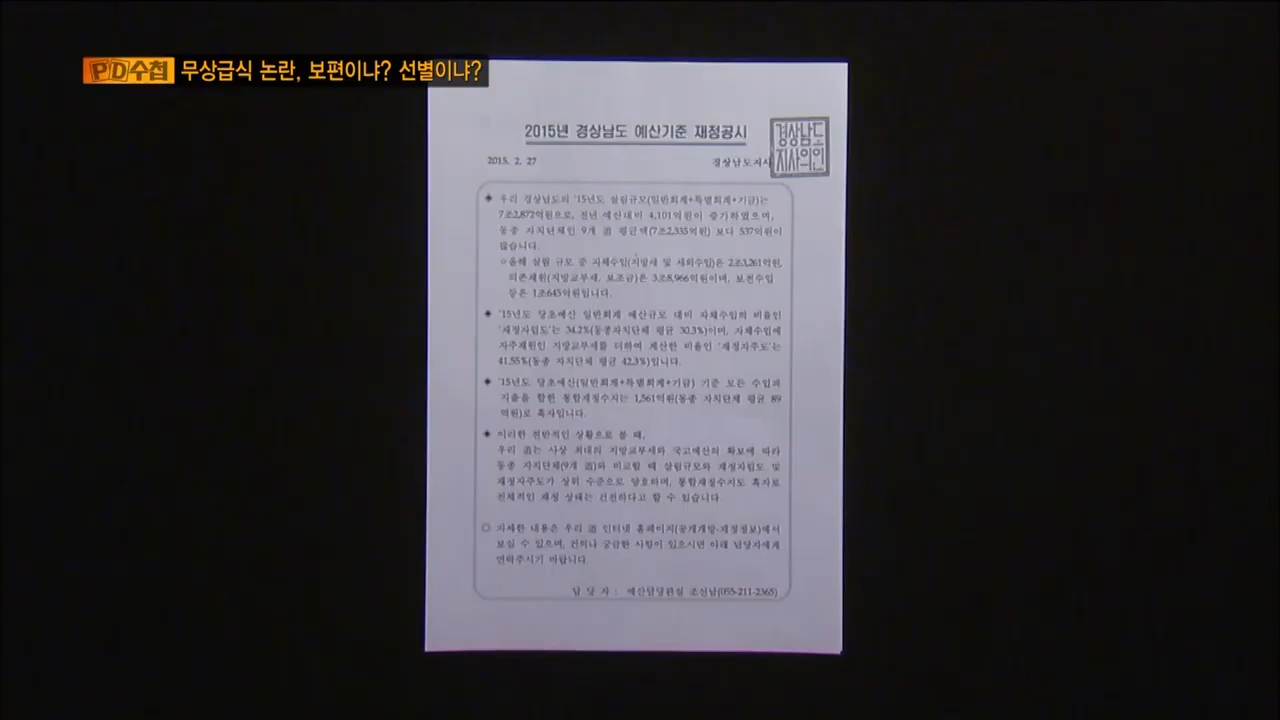 PD수첩 무상급식 논란, 보편이냐? 선별이냐?
2015년 경상남도 예산기준 재정공시
경상남도
지사의인
2015. 2. 27 경상남도지사
◆ 우리 경상남도의 '15년도 살림규모(일반회계+특별회계+기금)는
7조2,872억원으로, 전년 예산대비 4,101억원이 증가하였으며,
동종 자치단체인 9개 道 평균액(7조2,335억원) 보다 537억원이
많습니다.
○올해 살림 규모 중 자체수입(지방세 및 세외수입)은 2조3,261억원,
의존재원(지방교부세, 보조금)은 3조8,966억원이며, 보전수입
등은 1조645억원입니다.
◆ '15년도 당초예산 일반회계 예산규모 대비 자체수입의 비율인
'재정자립도'는 34.2%(동종자치단체 평균 30.3%)이며, 자체수입에
자주재원인 지방교부세를 더하여 계산한 비율인 '재정자주도'는
41.55%(동종 자치단체 평균 42.3%)입니다.
◆ '15년도 당초예산(일반회계+특별회계+기금) 기준 모든 수입과
지출을 합한 통합재정수지는 1,561억원(동종 자치단체 평균 89
억원)로 흑자입니다.
◆ 이러한 전반적인 상황으로 볼 때,
우리 道는 사상 최대의 지방교부세와 국고예산의 확보에 따라
동종 자치단체(9개 道)와 비교할 때 살림규모와 재정자립도 및
재정자주도가 상위 수준으로 양호하며, 통합재정수지도 흑자로
전체적인 재정 상태는 건전하다고 할 수 있습니다.
○ 자세한 내용은 우리 道 인터넷 홈페이지(공개개방-재정정보)에서
보실 수 있으며, 건의나 궁금한 사항이 있으시면 아래 담당자에게
연락주시기 바랍니다.
담 당 자 : 예산담당관실 조선남(055-211-2365)